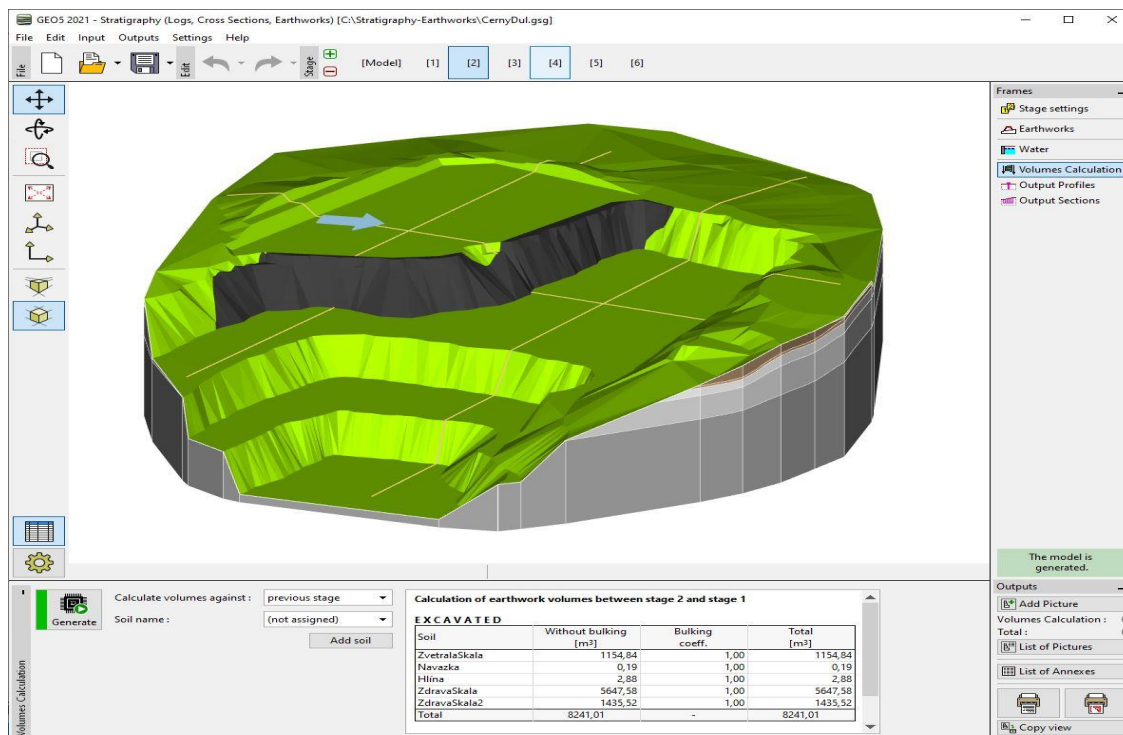 GEO5 2021 - Stratigraphy (Logs, Cross Sections, Earthworks) [C:\Stratigraphy-Earthworks\CernyDul.gsg]
File Edit Input Outputs Settings Help
File Edit Stage [Model] [1] [2] [3] [4] [5] [6]
Frames
Stage settings
Earthworks
Water
Volumes Calculation
Output Profiles
Output Sections
The model is
generated.
Outputs
Add Picture
Volumes Calculation :
Total :
List of Pictures
List of Annexes
Copy view
Volumes Calculation
Generate
Calculate volumes against : previous stage
Soil name : (not assigned)
Add soil
Calculation of earthwork volumes between stage 2 and stage 1
EXCAVATED
Soil Without bulking Bulking Total
[m³] coeff. [m³]
ZvetralaSkala 1154,84 1,00 1154,84
Navazka 0,19 1,00 0,19
Hlína 2,88 1,00 2,88
ZdravaSkala 5647,58 1,00 5647,58
ZdravaSkala2 1435,52 1,00 1435,52
Total 8241,01 - 8241,01